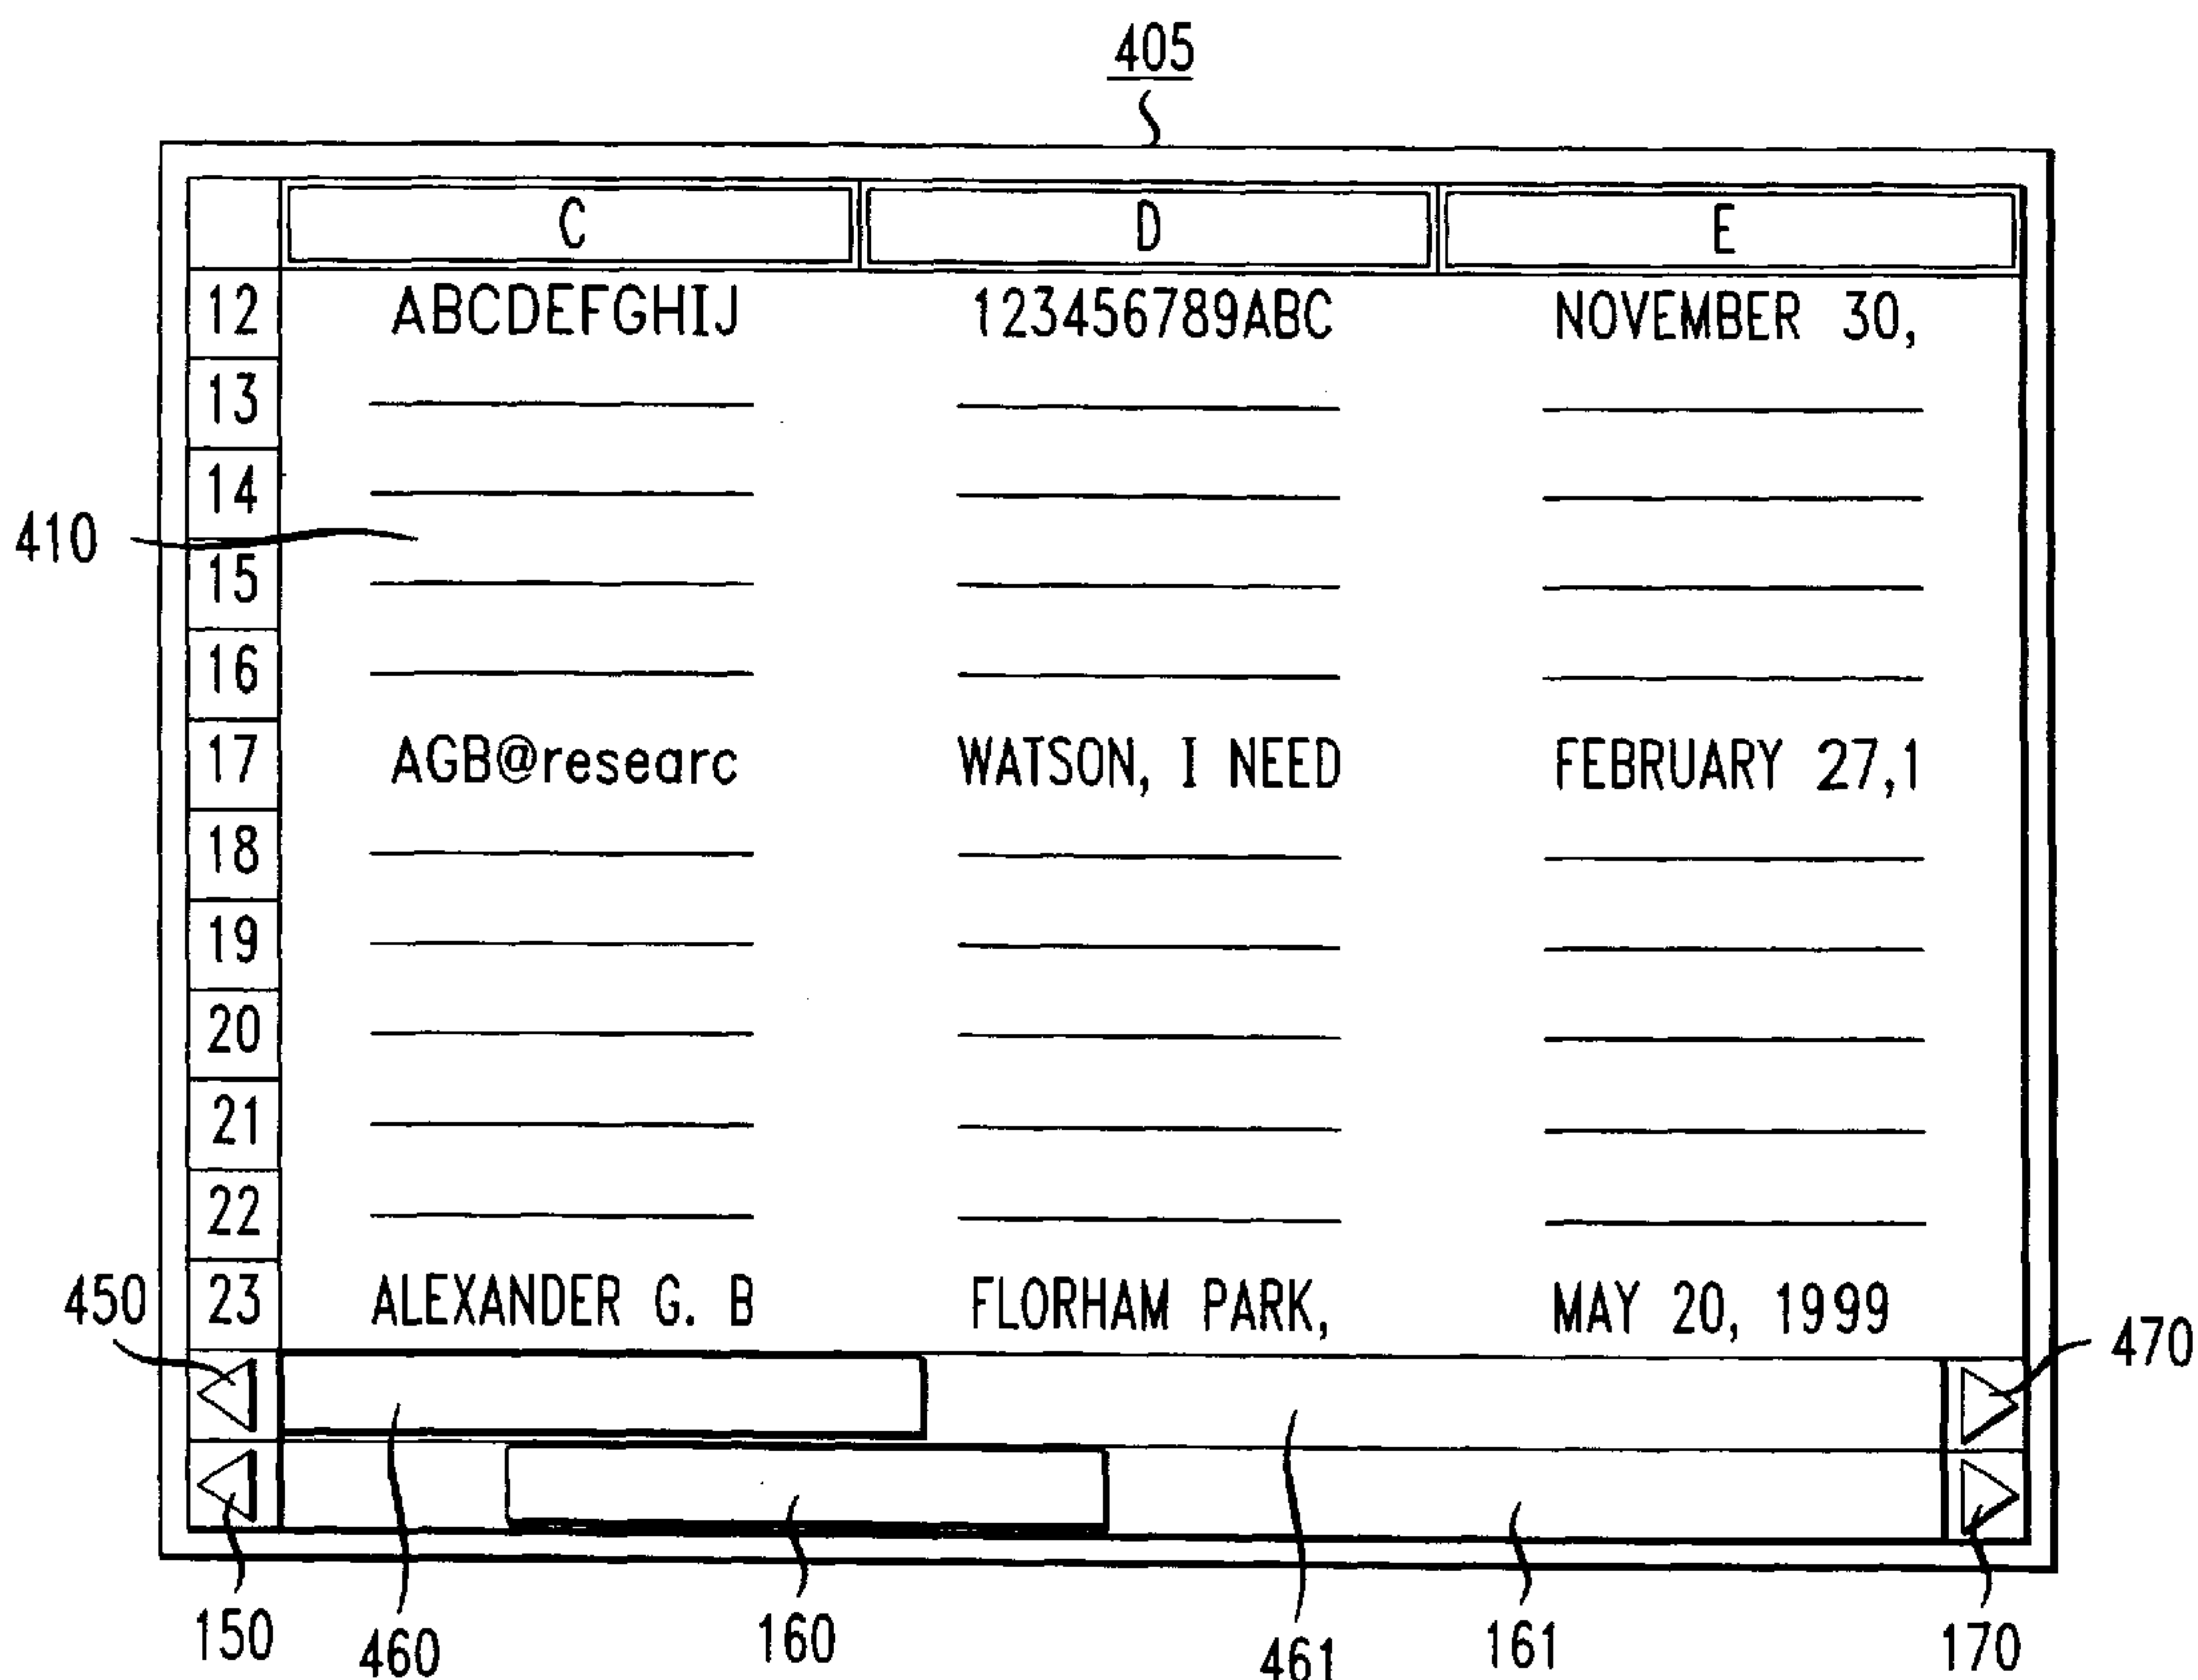 405
C D E
12 ABCDEFGHIJ 123456789ABC NOVEMBER 30,
13
14
410
15
16
17 AGB@researc WATSON, I NEED FEBRUARY 27,1
18
19
20
21
22
450 23 ALEXANDER G. B FLORHAM PARK, MAY 20, 1999
470
150 460 160 461 161 170